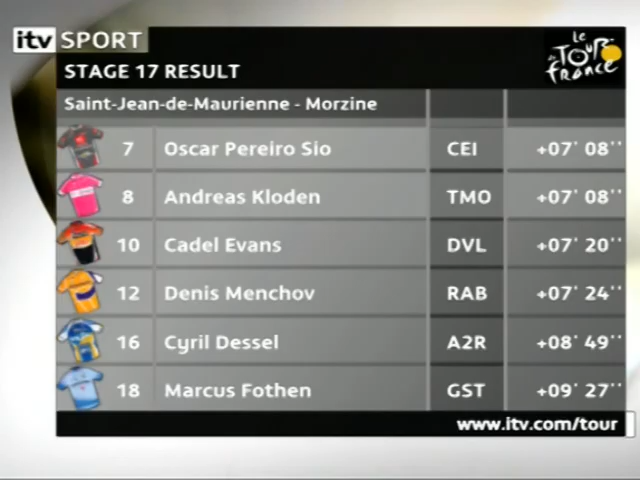 itv SPORT
le TOUR de FRANCE
STAGE 17 RESULT
Saint-Jean-de-Maurienne - Morzine
7 Oscar Pereiro Sio CEI +07' 08''
8 Andreas Kloden TMO +07' 08''
10 Cadel Evans DVL +07' 20''
12 Denis Menchov RAB +07' 24''
16 Cyril Dessel A2R +08' 49''
18 Marcus Fothen GST +09' 27''
www.itv.com/tour